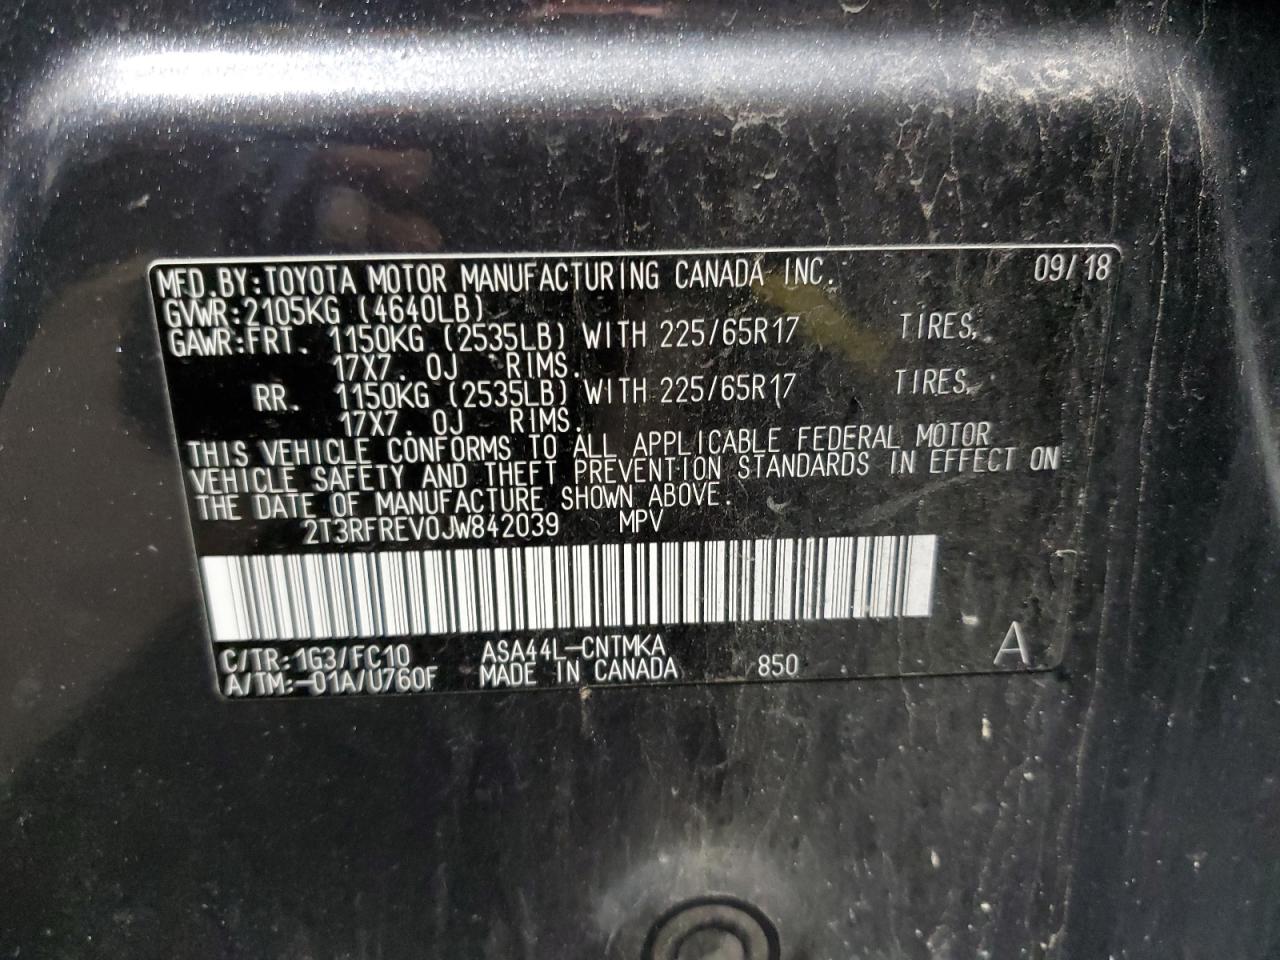 MFD.BY:TOYOTA MOTOR MANUFACTURING CANADA INC. 09/18
GVWR:2105KG (4640LB)
GAWR:FRT. 1150KG (2535LB) WITH 225/65R17 TIRES,
17X7.0J RIMS.
RR. 1150KG (2535LB) WITH 225/65R17 TIRES,
17X7.0J RIMS.
THIS VEHICLE CONFORMS TO ALL APPLICABLE FEDERAL MOTOR
VEHICLE SAFETY AND THEFT PREVENTION STANDARDS IN EFFECT ON
THE DATE OF MANUFACTURE SHOWN ABOVE.
2T3RFREV0JW842039 MPV
C/TR:1G3/FC10 ASA44L-CNTMKA
A/TM:-01A/U760F MADE IN CANADA 850 A